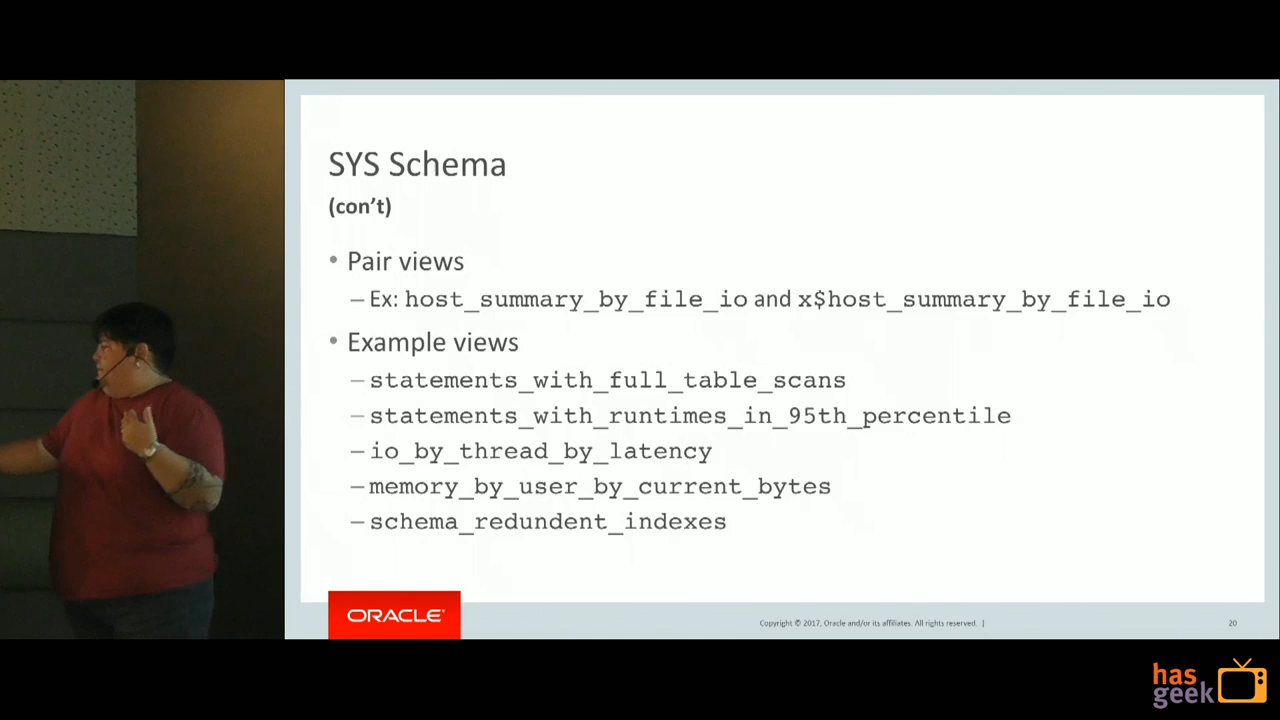 SYS Schema
(con't)
• Pair views
– Ex: host_summary_by_file_io and x$host_summary_by_file_io
• Example views
– statements_with_full_table_scans
– statements_with_runtimes_in_95th_percentile
– io_by_thread_by_latency
– memory_by_user_by_current_bytes
– schema_redundent_indexes
ORACLE
Copyright © 2017, Oracle and/or its affiliates. All rights reserved. |
20
has
geek